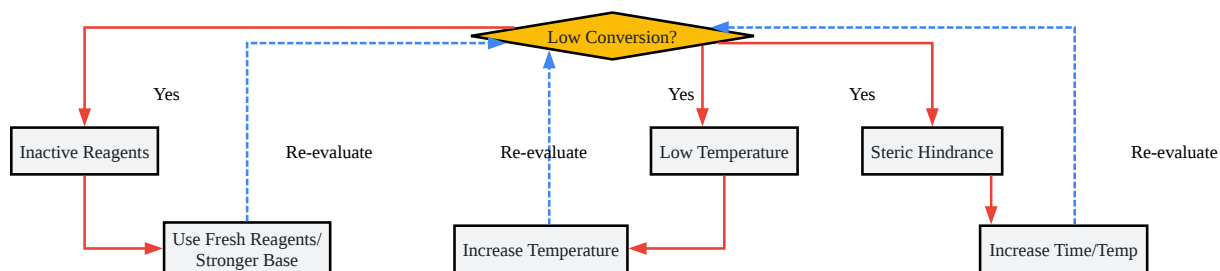 Low Conversion?
Yes
Yes
Yes
Inactive Reagents
Re-evaluate
Re-evaluate
Low Temperature
Steric Hindrance
Re-evaluate
Use Fresh Reagents/
Stronger Base
Increase Temperature
Increase Time/Temp